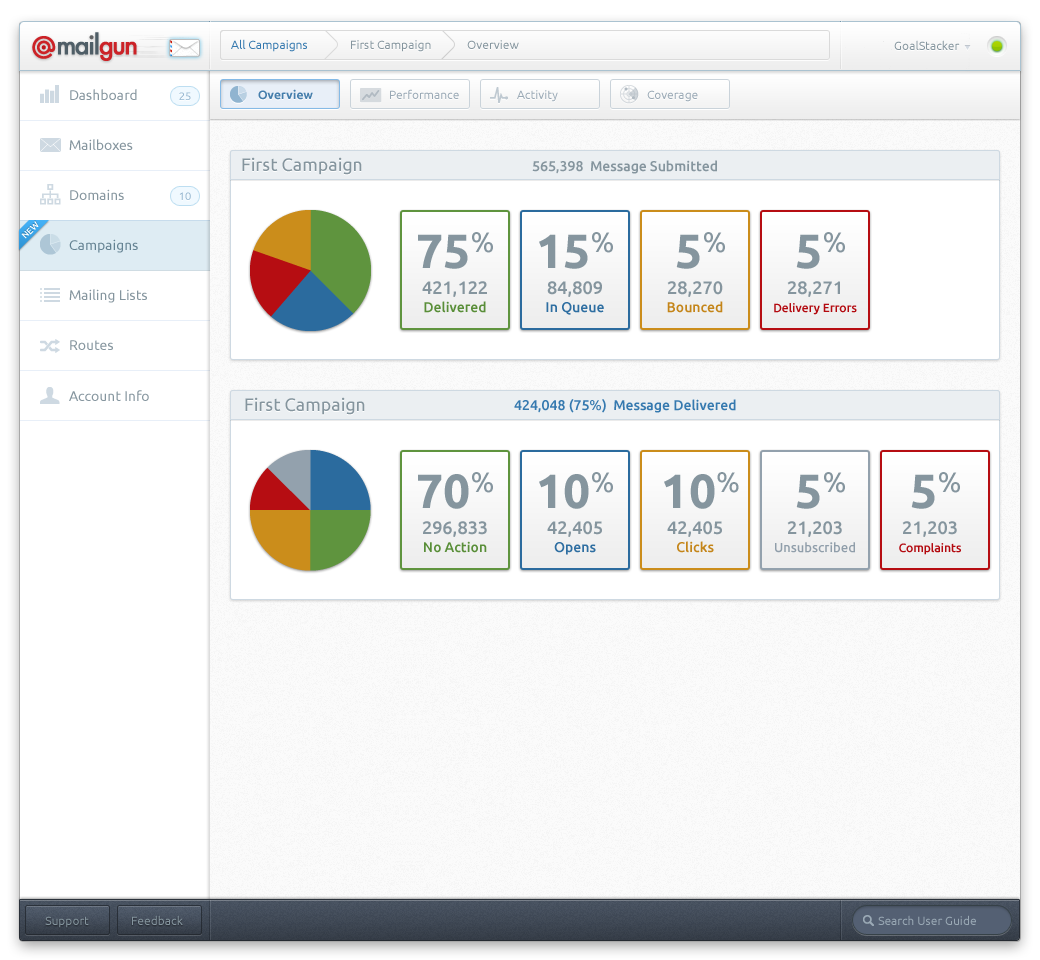 @mailgun
All Campaigns First Campaign Overview
GoalStacker
Dashboard 25
Mailboxes
Domains 10
NEW
Campaigns
Mailing Lists
Routes
Account Info
Overview Performance Activity Coverage
First Campaign 565,398 Message Submitted
75% 15% 5% 5%
421,122 84,809 28,270 28,271
Delivered In Queue Bounced Delivery Errors
First Campaign 424,048 (75%) Message Delivered
70% 10% 10% 5% 5%
296,833 42,405 42,405 21,203 21,203
No Action Opens Clicks Unsubscribed Complaints
Support Feedback Search User Guide